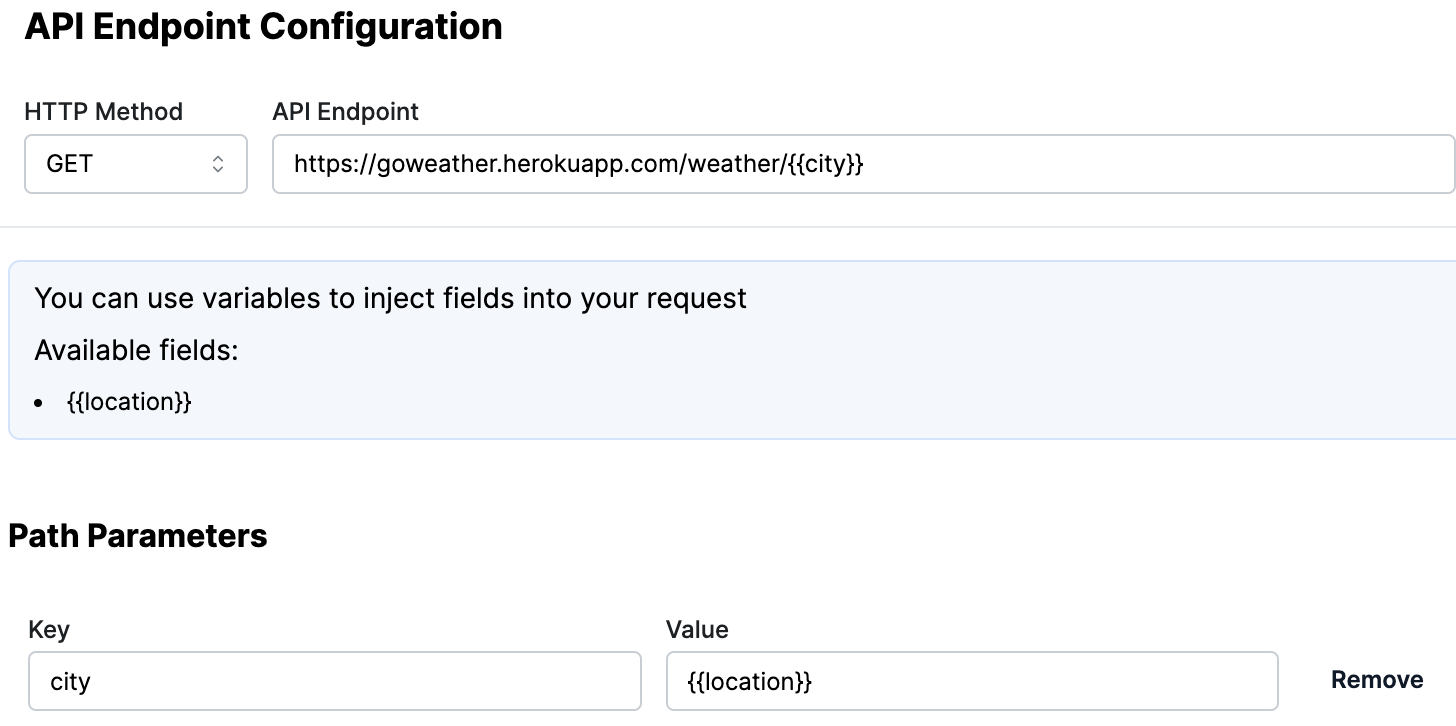 API Endpoint Configuration
HTTP Method API Endpoint
GET https://goweather.herokuapp.com/weather/{{city}}
You can use variables to inject fields into your request
Available fields:
• {{location}}
Path Parameters
Key Value
city {{location}} Remove